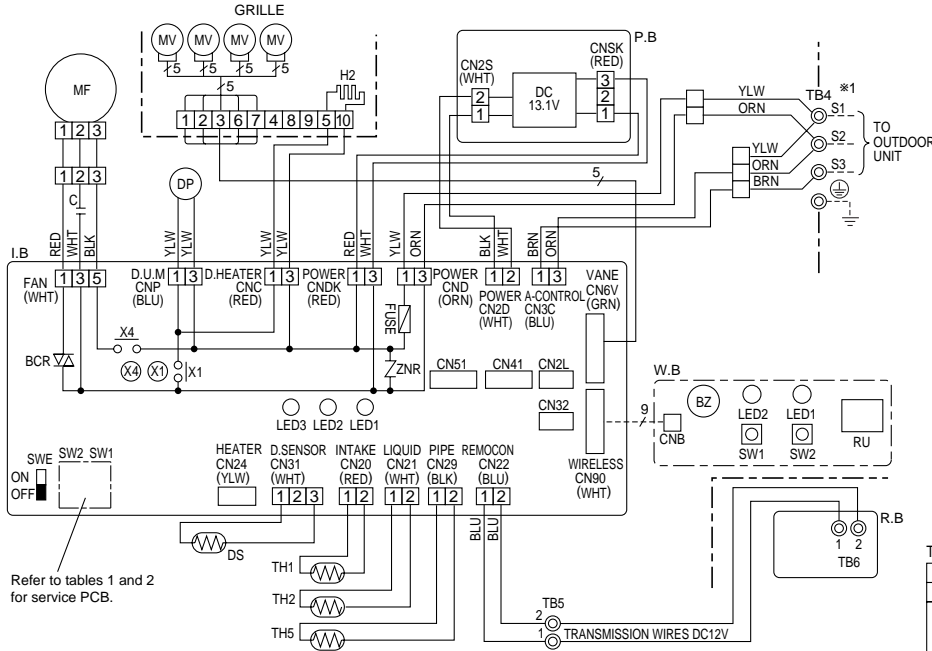 GRILLE
MV MV MV MV
5 5 5 5
5
H2
1 2 3 6 7 4 8 9 5 10
MF
1 2 3
1 2 3
C
DP
P.B
CN2S
(WHT)
2
1
DC
13.1V
CNSK
(RED)
3
2
1
YLW
ORN
YLW
ORN
BRN
TB4
※1
S1
S2
S3
TO
OUTDOOR
UNIT
5
RED
WHT
BLK
YLW
YLW
YLW
YLW
RED
WHT
YLW
ORN
BLK
WHT
BRN
ORN
I.B
FAN
(WHT)
1 3 5
D.U.M
CNP
(BLU)
1 3
D.HEATER
CNC
(RED)
1 3
POWER
CNDK
(RED)
1 3
1 3
POWER
CND
(ORN)
1 2
POWER
CN2D
(WHT)
1 3
A-CONTROL
CN3C
(BLU)
VANE
CN6V
(GRN)
FUSE
X4
BCR
X4 X1 X1
ZNR
CN51 CN41 CN2L
CN32
LED3 LED2 LED1
SWE
ON
OFF
SW2 SW1
HEATER
CN24
(YLW)
D.SENSOR
CN31
(WHT)
1 2 3
INTAKE
CN20
(RED)
1 2
LIQUID
CN21
(WHT)
1 2
PIPE
CN29
(BLK)
1 2
REMOCON
CN22
(BLU)
1 2
WIRELESS
CN90
(WHT)
9
W.B
CNB
BZ
LED2 LED1
SW1 SW2
RU
BLU
BLU
DS
TH1
TH2
TH5
Refer to tables 1 and 2
for service PCB.
TB5
2
1
TRANSMISSION WIRES DC12V
R.B
1 2
TB6
T